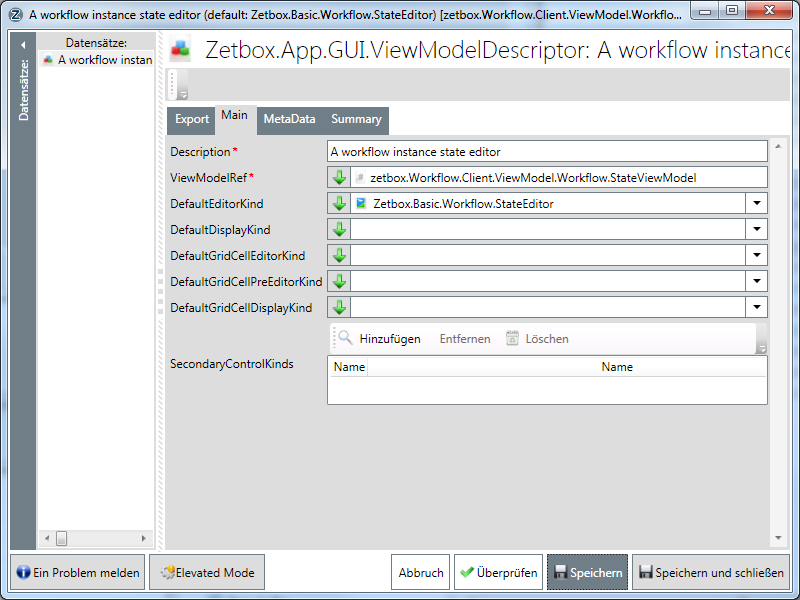 A workflow instance state editor (default: Zetbox.Basic.Workflow.StateEditor) [zetbox.Workflow.Client.ViewModel.Workflo...
Datensätze:
Datensätze:
A workflow instan
Zetbox.App.GUI.ViewModelDescriptor: A workflow instance
Export Main MetaData Summary
Description* A workflow instance state editor
ViewModelRef* zetbox.Workflow.Client.ViewModel.Workflow.StateViewModel
DefaultEditorKind Zetbox.Basic.Workflow.StateEditor
DefaultDisplayKind
DefaultGridCellEditorKind
DefaultGridCellPreEditorKind
DefaultGridCellDisplayKind
Hinzufügen Entfernen Löschen
SecondaryControlKinds
Name Name
Ein Problem melden Elevated Mode Abbruch Überprüfen Speichern Speichern und schließen